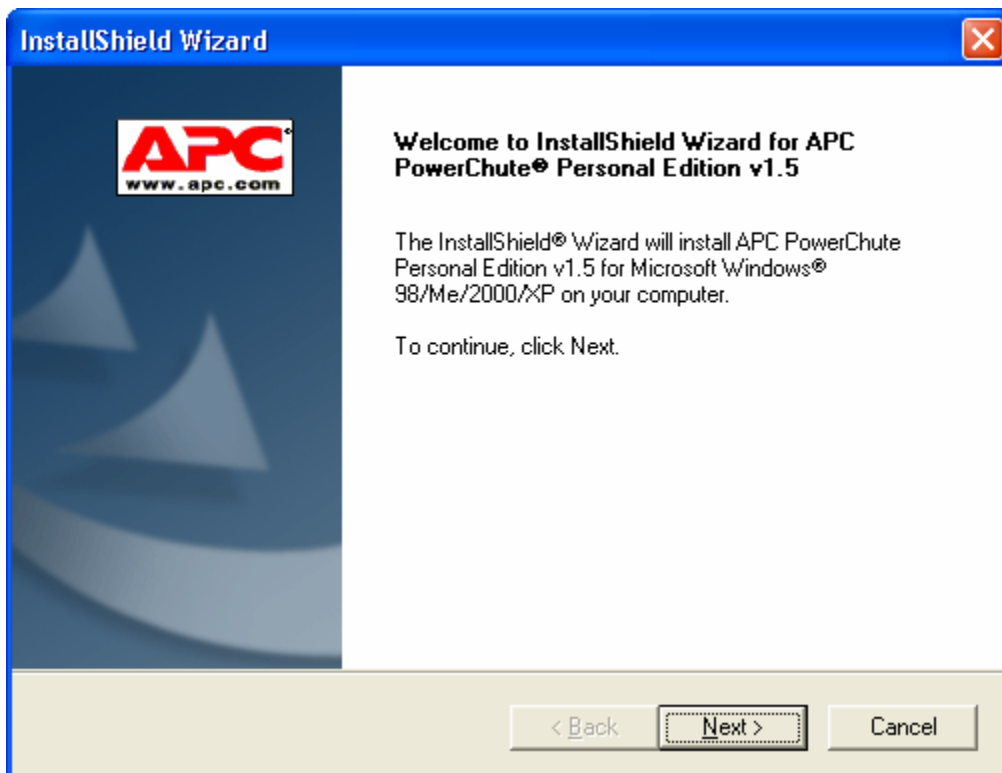 InstallShield Wizard
APC
www.apc.com
Welcome to InstallShield Wizard for APC
PowerChute® Personal Edition v1.5
The InstallShield® Wizard will install APC PowerChute
Personal Edition v1.5 for Microsoft Windows®
98/Me/2000/XP on your computer.
To continue, click Next.
< Back
Next >
Cancel